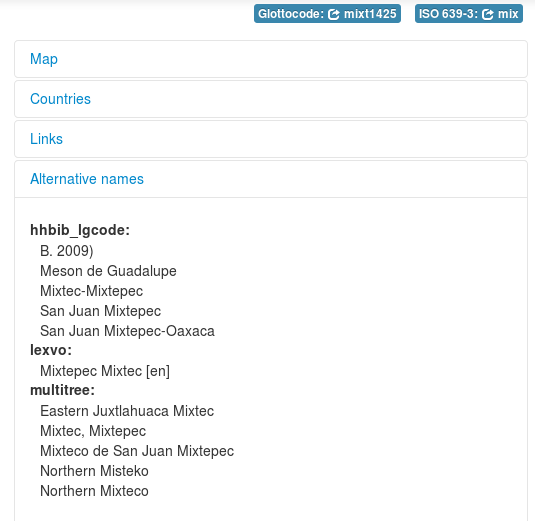 Glottocode: mixt1425 ISO 639-3: mix
Map
Countries
Links
Alternative names
hhbib_lgcode:
B. 2009)
Meson de Guadalupe
Mixtec-Mixtepec
San Juan Mixtepec
San Juan Mixtepec-Oaxaca
lexvo:
Mixtepec Mixtec [en]
multitree:
Eastern Juxtlahuaca Mixtec
Mixtec, Mixtepec
Mixteco de San Juan Mixtepec
Northern Misteko
Northern Mixteco